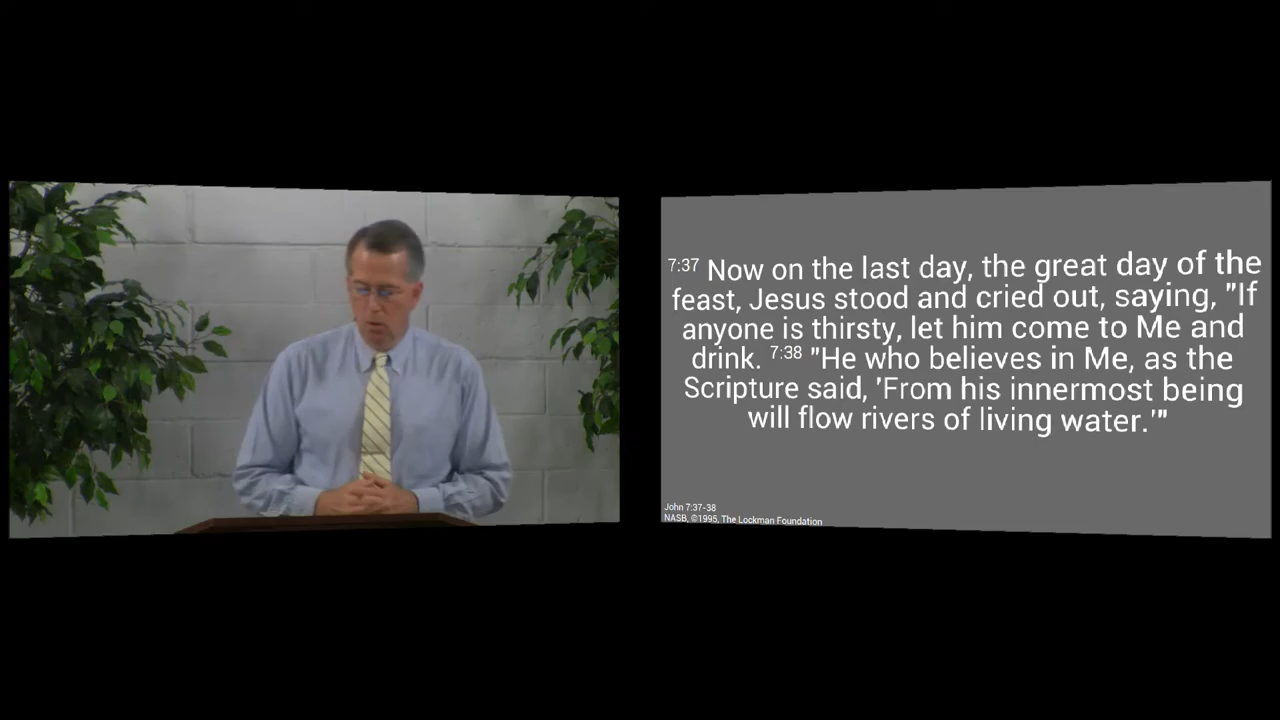 7:37 Now on the last day, the great day of the
feast, Jesus stood and cried out, saying, "If
anyone is thirsty, let him come to Me and
drink. 7:38 "He who believes in Me, as the
Scripture said, 'From his innermost being
will flow rivers of living water.'"
John 7:37-38
NASB, ©1995, The Lockman Foundation